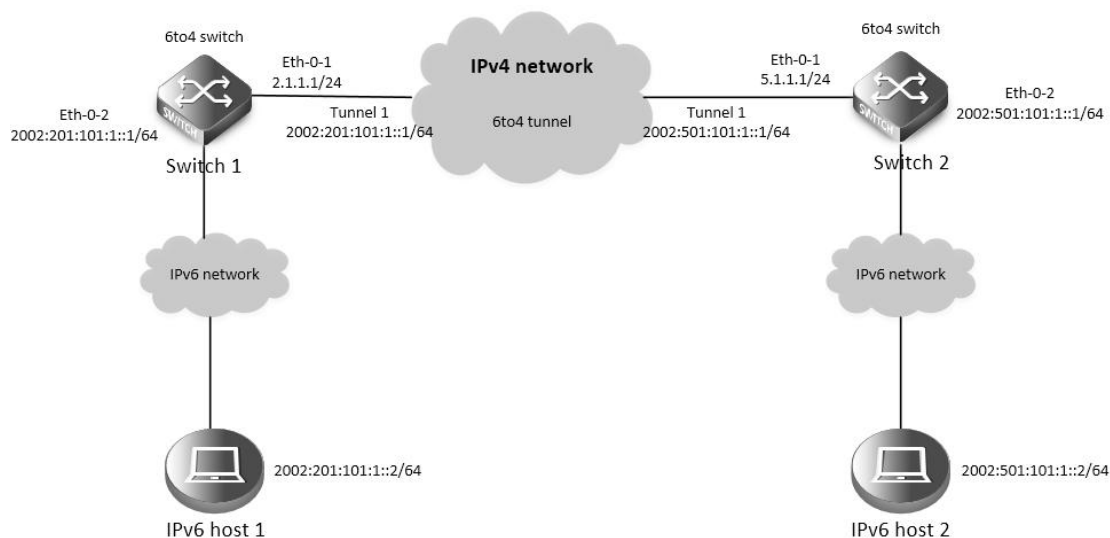 6to4 switch
6to4 switch
Eth-0-1
2.1.1.1/24
IPv4 network
Eth-0-1
5.1.1.1/24
Eth-0-2
2002:201:101:1::1/64
SWITCH
Tunnel 1
2002:201:101:1::1/64
6to4 tunnel
Tunnel 1
2002:501:101:1::1/64
SWITCH
Eth-0-2
2002:501:101:1::1/64
Switch 1
Switch 2
IPv6 network
IPv6 network
2002:201:101:1::2/64
2002:501:101:1::2/64
IPv6 host 1
IPv6 host 2